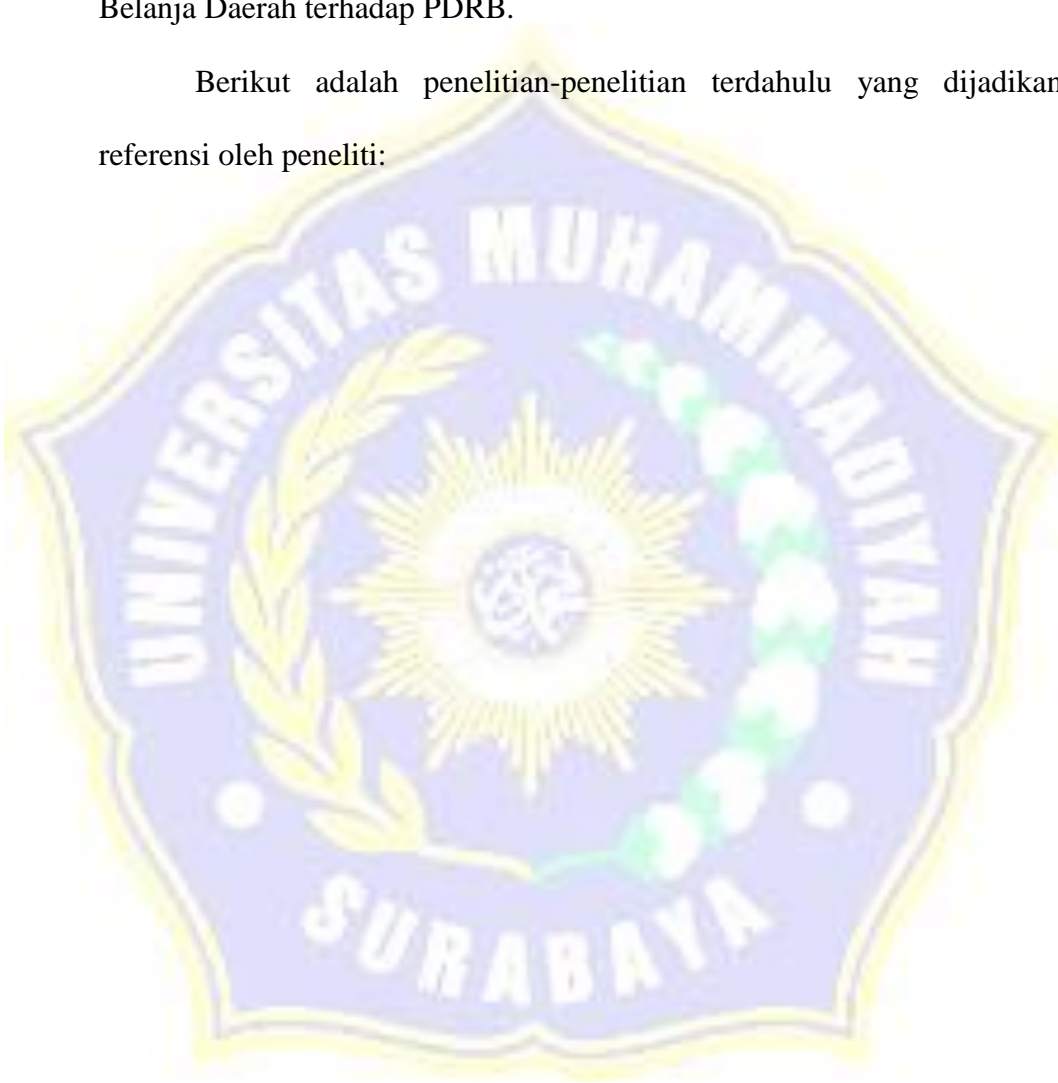 Belanja Daerah terhadap PDRB.
Berikut adalah penelitian-penelitian terdahulu yang dijadikan
referensi oleh peneliti:
UNIVERSITAS MUHAMMADIYAH
SURABAYA